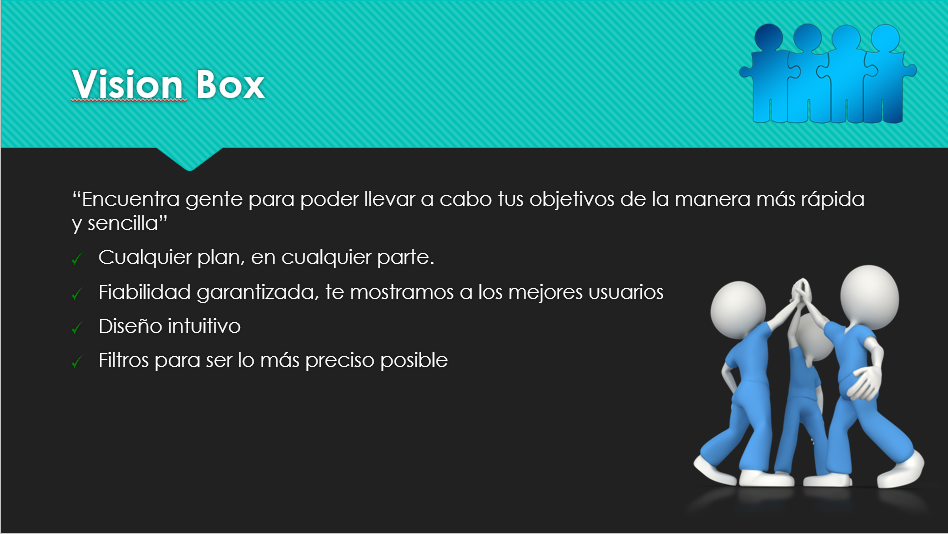 Vision Box
“Encuentra gente para poder llevar a cabo tus objetivos de la manera más rápida
y sencilla”
✓ Cualquier plan, en cualquier parte.
✓ Fiabilidad garantizada, te mostramos a los mejores usuarios
✓ Diseño intuitivo
✓ Filtros para ser lo más preciso posible